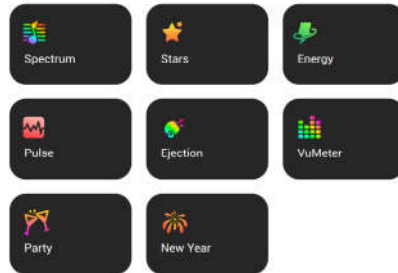 Spectrum
Stars
Energy
Pulse
Ejection
VuMeter
Party
New Year